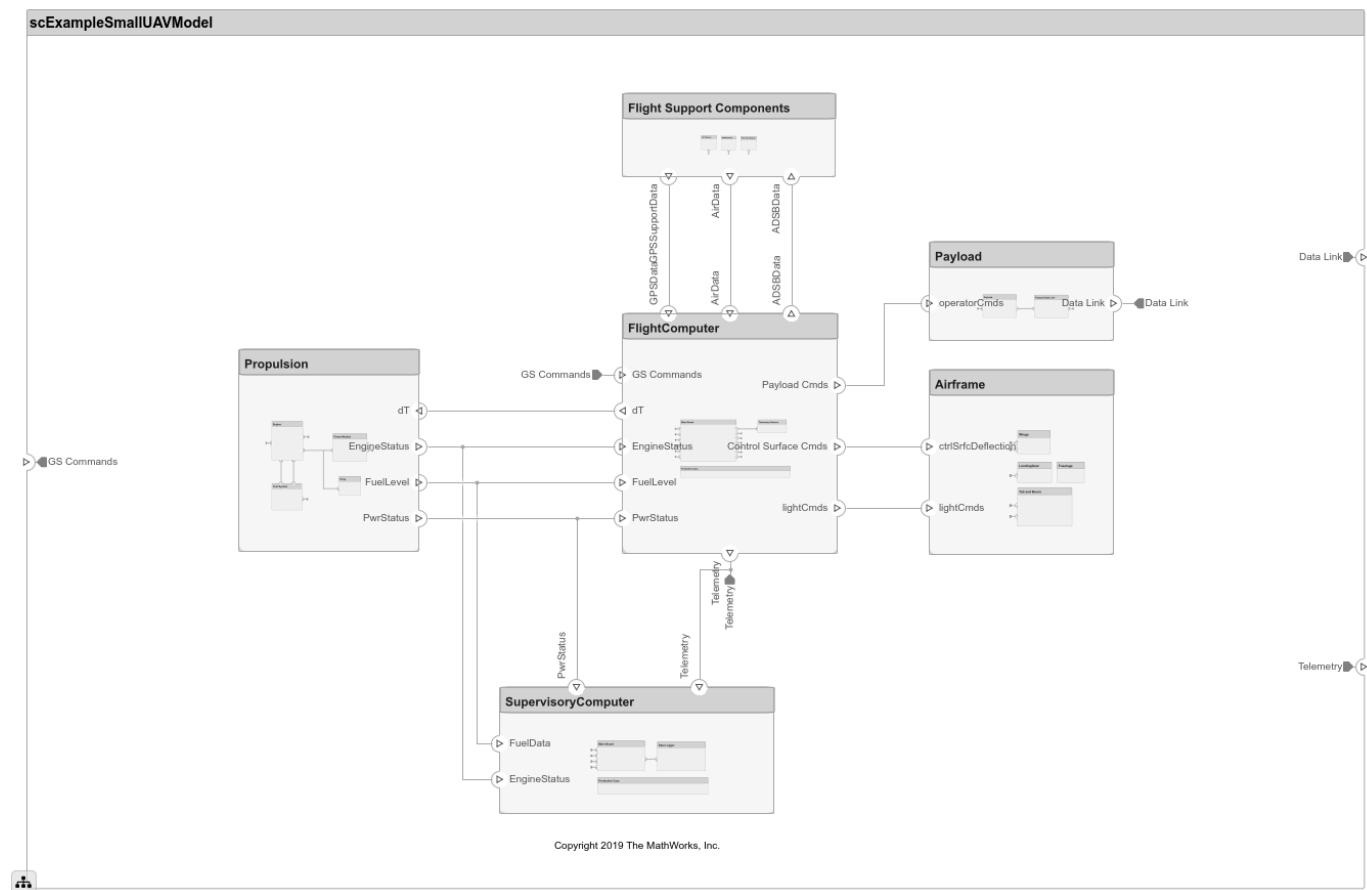 scExampleSmallUAVModel
Flight Support Components
GPSSupportData
AirData
ADSBData
GPSData
AirData
ADSBData
FlightComputer
GS Commands
GS Commands
dT
EngineStatus
FuelLevel
PwrStatus
Payload Cmds
Control Surface Cmds
lightCmds
Telemetry
Telemetry
Payload
operatorCmds
Data Link
Data Link
Data Link
Airframe
ctrlSrfcDeflection
lightCmds
Propulsion
dT
EngineStatus
FuelLevel
PwrStatus
GS Commands
PwrStatus
Telemetry
Telemetry
SupervisoryComputer
FuelData
EngineStatus
Copyright 2019 The MathWorks, Inc.